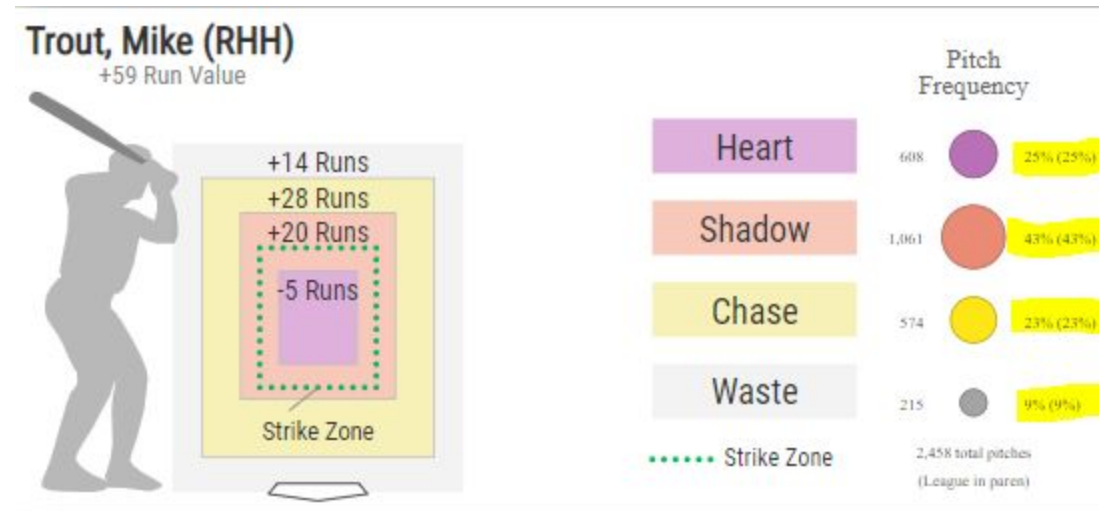 Trout, Mike (RHH)
+59 Run Value
+14 Runs
+28 Runs
+20 Runs
-5 Runs
Strike Zone
Pitch
Frequency
Heart
608
25% (25%)
Shadow
1,061
43% (43%)
Chase
574
23% (23%)
Waste
215
9% (9%)
Strike Zone
2,458 total pitches
(League in paren)